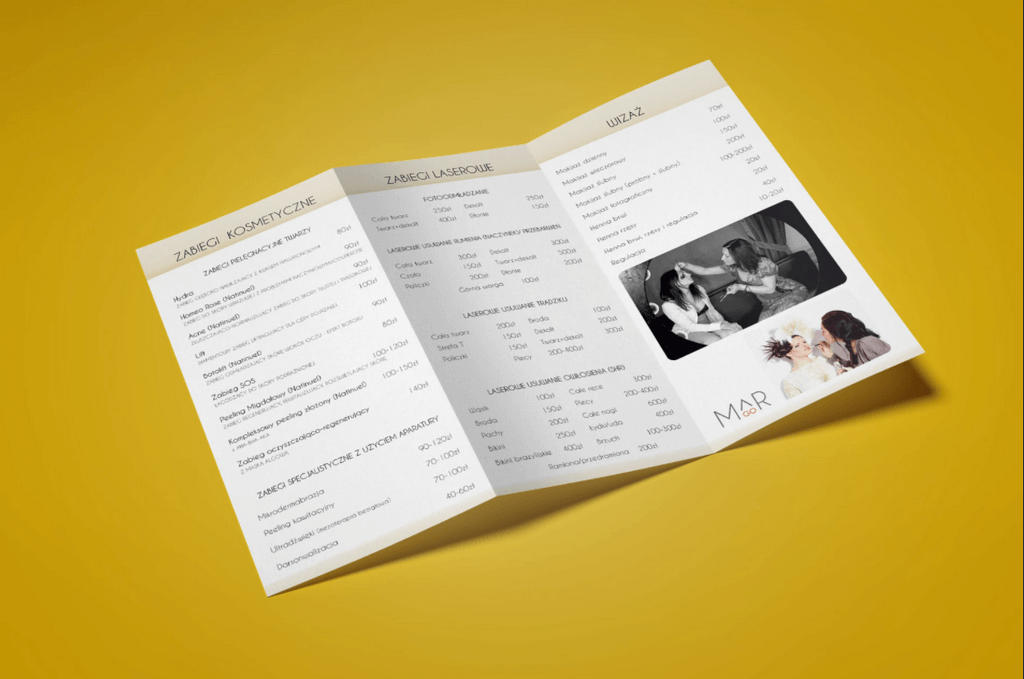 ZABIEGI KOSMETYCZNE
ZABIEGI PIELĘGNACYJNE TWARZY
Hydra 80zł
Homeo Rose (Natinuel) 90zł
Acne (Natinuel) 90zł
Lift 100zł
Botolift (Natinuel) 90zł
Zabieg SOS 80zł
ŁAGODZĄCY DO SKÓRY PODRAŻNIONEJ
Peeling Migdałowy (Natinuel) 100-120zł
Kompleksowy peeling złożony (Natinuel) 100-150zł
Zabieg oczyszczająco-regenerujący 140zł
Z MASKĄ ALGOWĄ
ZABIEGI SPECJALISTYCZNE Z UŻYCIEM APARATURY
Mikrodermabrazja 90-120zł
Peeling kawitacyjny 70-100zł
Ultradźwięki (mezoterapia bezigłowa) 70-100zł
Darsonwalizacja 40-60zł
ZABIEGI LASEROWE
FOTOODMŁADZANIE
Cała twarz 250zł Dekolt 250zł
Twarz+dekolt 400zł Dłonie 150zł
LASEROWE USUWANIE RUMIENIA (NACZYNEK)/ PRZEBARWIEŃ
Cała twarz 300zł Dekolt 300zł
Czoło 150zł Twarz+dekolt 500zł
Policzki 200zł Dłonie 200zł
Górna warga 100zł
LASEROWE USUWANIE TRĄDZIKU
Cała twarz 200zł Broda 100zł
Strefa T 150zł Dekolt 200zł
Policzki 150zł Twarz+dekolt 300zł
Plecy 200-400zł
LASEROWE USUWANIE OWŁOSIENIA (SHR)
Wąsik 100zł Całe ręce 300zł
Broda 150zł Plecy 200-400zł
Pachy 200zł Całe nogi 600zł
Bikini 250zł Łydki/uda 400zł
Bikini brazylijskie 400zł Brzuch 100-300zł
Ramiona/przedramiona 200zł
WIZAŻ
Makijaż dzienny 70zł
Makijaż wieczorowy 100zł
Makijaż ślubny 150zł
Makijaż ślubny (próbny + ślubny) 200zł
Makijaż fotograficzny 100-200zł
Henna brwi 20zł
Henna rzęsy 20zł
Henna brwi, rzęsy i regulacja 40zł
Regulacja 10-20zł
MAR
GO